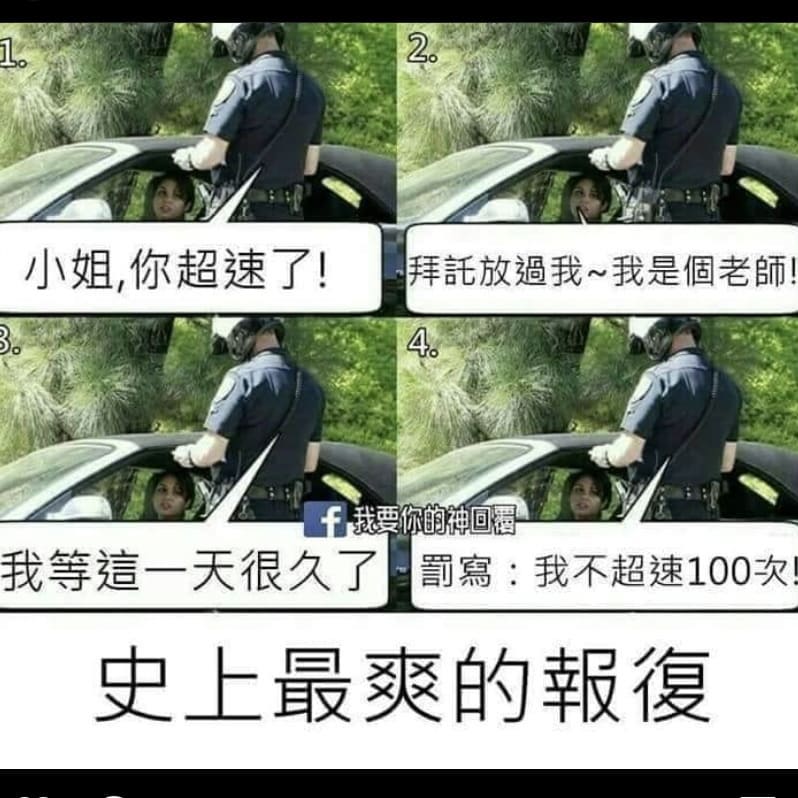 1.
小姐,你超速了!
2.
拜託放過我~我是個老師!
3.
我等這一天很久了
4.
罰寫：我不超速100次!
f 我要你的神回覆
史上最爽的報復